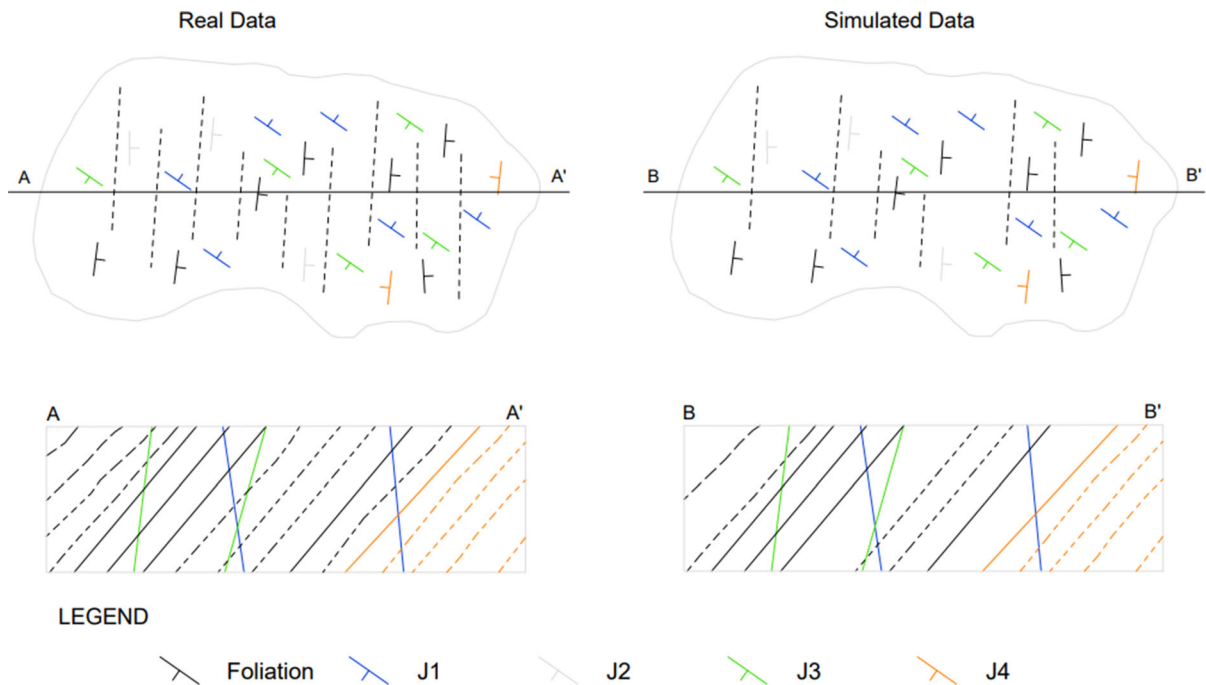 Real Data
Simulated Data
A
A'
B
B'
A
A'
B
B'
LEGEND
Foliation
J1
J2
J3
J4